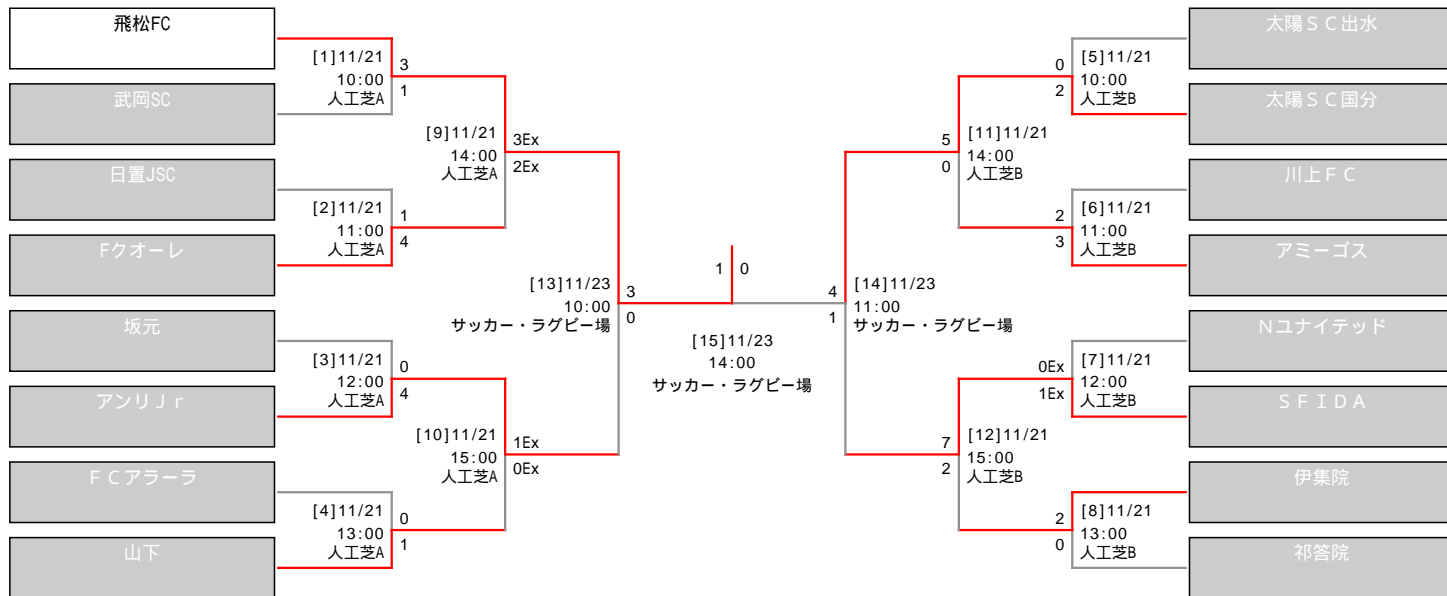 飛松FC
武岡SC
日置JSC
Fクオーレ
坂元
アンリJr
FCアラーラ
山下
[1]11/21
10:00
人工芝A
3
1
[2]11/21
11:00
人工芝A
1
4
[3]11/21
12:00
人工芝A
0
4
[4]11/21
13:00
人工芝A
0
1
[9]11/21
14:00
人工芝A
3Ex
2Ex
[10]11/21
15:00
人工芝A
1Ex
0Ex
[13]11/23
10:00
サッカー・ラグビー場
3
0
1
0
[15]11/23
14:00
サッカー・ラグビー場
4
1
[14]11/23
11:00
サッカー・ラグビー場
5
0
[11]11/21
14:00
人工芝B
7
2
[12]11/21
15:00
人工芝B
0
2
[5]11/21
10:00
人工芝B
2
3
[6]11/21
11:00
人工芝B
0Ex
1Ex
[7]11/21
12:00
人工芝B
2
0
[8]11/21
13:00
人工芝B
太陽SC出水
太陽SC国分
川上FC
アミーゴス
Nユナイテッド
SFIDA
伊集院
祁答院